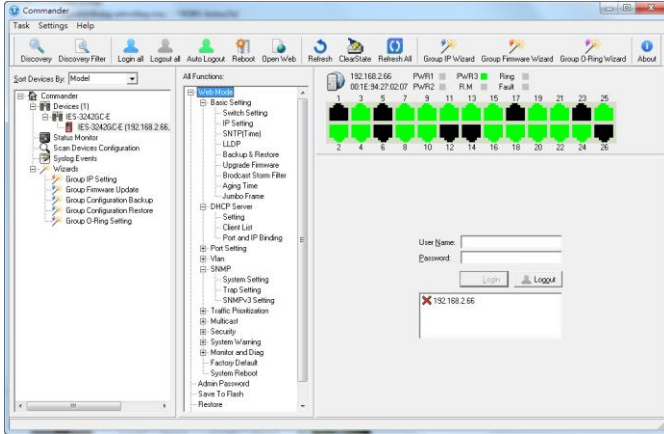 Commander
Task Settings Help
Discovery Discovery Filter Login all Logout all Auto Logout Reboot Open Web Refresh ClearState Refresh All Group IP Wizard Group Firmware Wizard Group O-Ring Wizard About
Sort Devices By: Model
Commander
Devices (1)
IES-3242GC-E
IES-3242GC-E (192.168.2.66,
Status Monitor
Scan Devices Configuration
Syslog Events
Wizards
Group IP Setting
Group Firmware Update
Group Configuration Backup
Group Configuration Restore
Group O-Ring Setting
All Functions:
Web Mode
Basic Setting
Switch Setting
IP Setting
SNTP(Time)
LLDP
Backup & Restore
Upgrade Firmware
Brodcast Storm Filter
Aging Time
Jumbo Frame
DHCP Server
Setting
Client List
Port and IP Binding
Port Setting
Vlan
SNMP
System Setting
Trap Setting
SNMPv3 Setting
Traffic Prioritization
Multicast
Security
System Warning
Monitor and Diag
Factory Default
System Reboot
Admin Password
Save To Flash
Restore
192.168.2.66 PWR1 PWR3 Ring
00:1E:94:27:02:07 PWR2 R.M Fault
1 3 5 7 9 11 13 15 17 19 21 23 25
2 4 6 8 10 12 14 16 18 20 22 24 26
User Name:
Password:
Login Logout
192.168.2.66